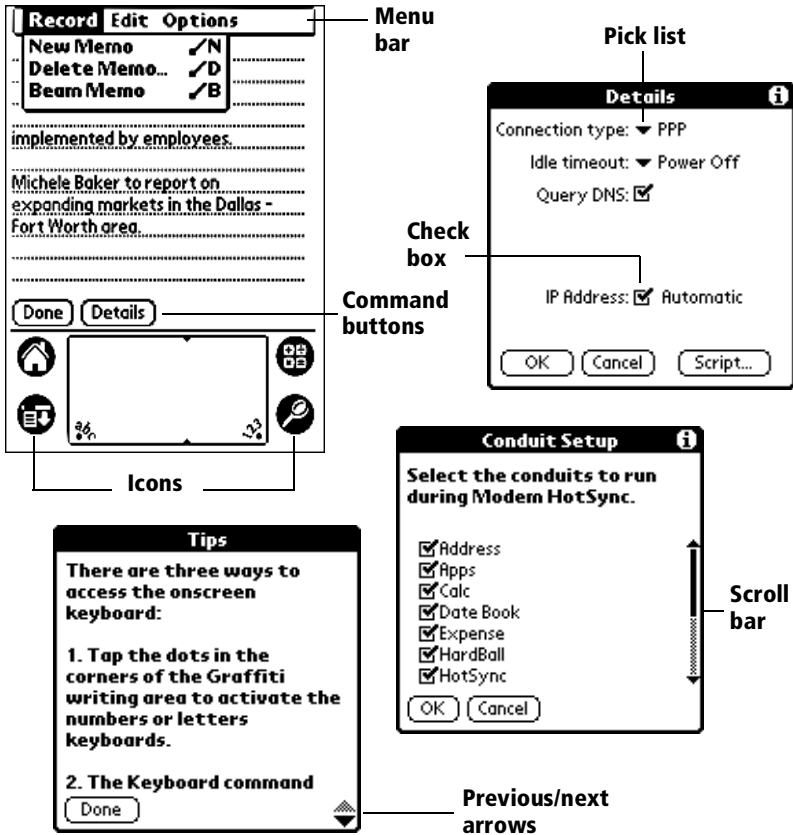 Record Edit Options
New Memo /N
Delete Memo... /D
Beam Memo /B
implemented by employees.
Michele Baker to report on
expanding markets in the Dallas -
Fort Worth area.
Done Details
abc 123
Menu
bar
Command
buttons
Icons
Pick list
Details
Connection type: PPP
Idle timeout: Power Off
Query DNS:
IP Address: Automatic
OK Cancel Script...
Check
box
Conduit Setup
Select the conduits to run
during Modem HotSync.
Address
Apps
Calc
Date Book
Expense
HardBall
HotSync
OK Cancel
Scroll
bar
Tips
There are three ways to
access the onscreen
keyboard:
1. Tap the dots in the
corners of the Graffiti
writing area to activate the
numbers or letters
keyboards.
2. The Keyboard command
Done
Previous/next
arrows